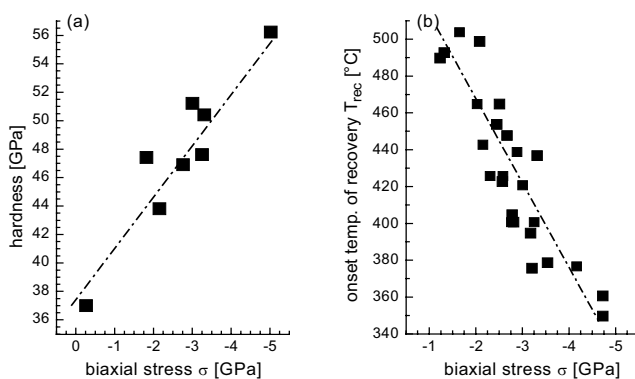 (a)
hardness [GPa]
56
54
52
50
48
46
44
42
40
38
36
0 -1 -2 -3 -4 -5
biaxial stress σ [GPa]
(b)
onset temp. of recovery T_rec [°C]
500
480
460
440
420
400
380
360
340
-1 -2 -3 -4 -5
biaxial stress σ [GPa]